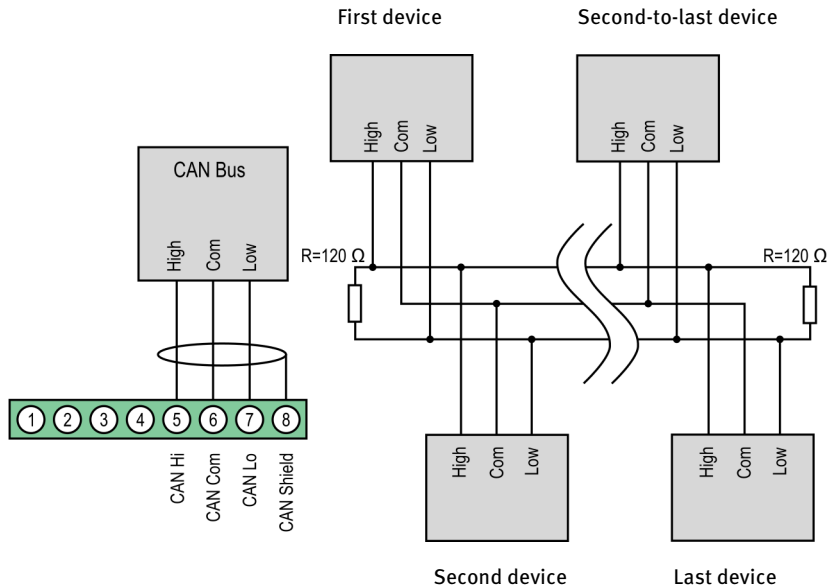 First device
Second-to-last device
High
Com
Low
High
Com
Low
CAN Bus
High
Com
Low
R=120 Ω
R=120 Ω
1 2 3 4 5 6 7 8
CAN Hi
CAN Com
CAN Lo
CAN Shield
High
Com
Low
High
Com
Low
Second device
Last device